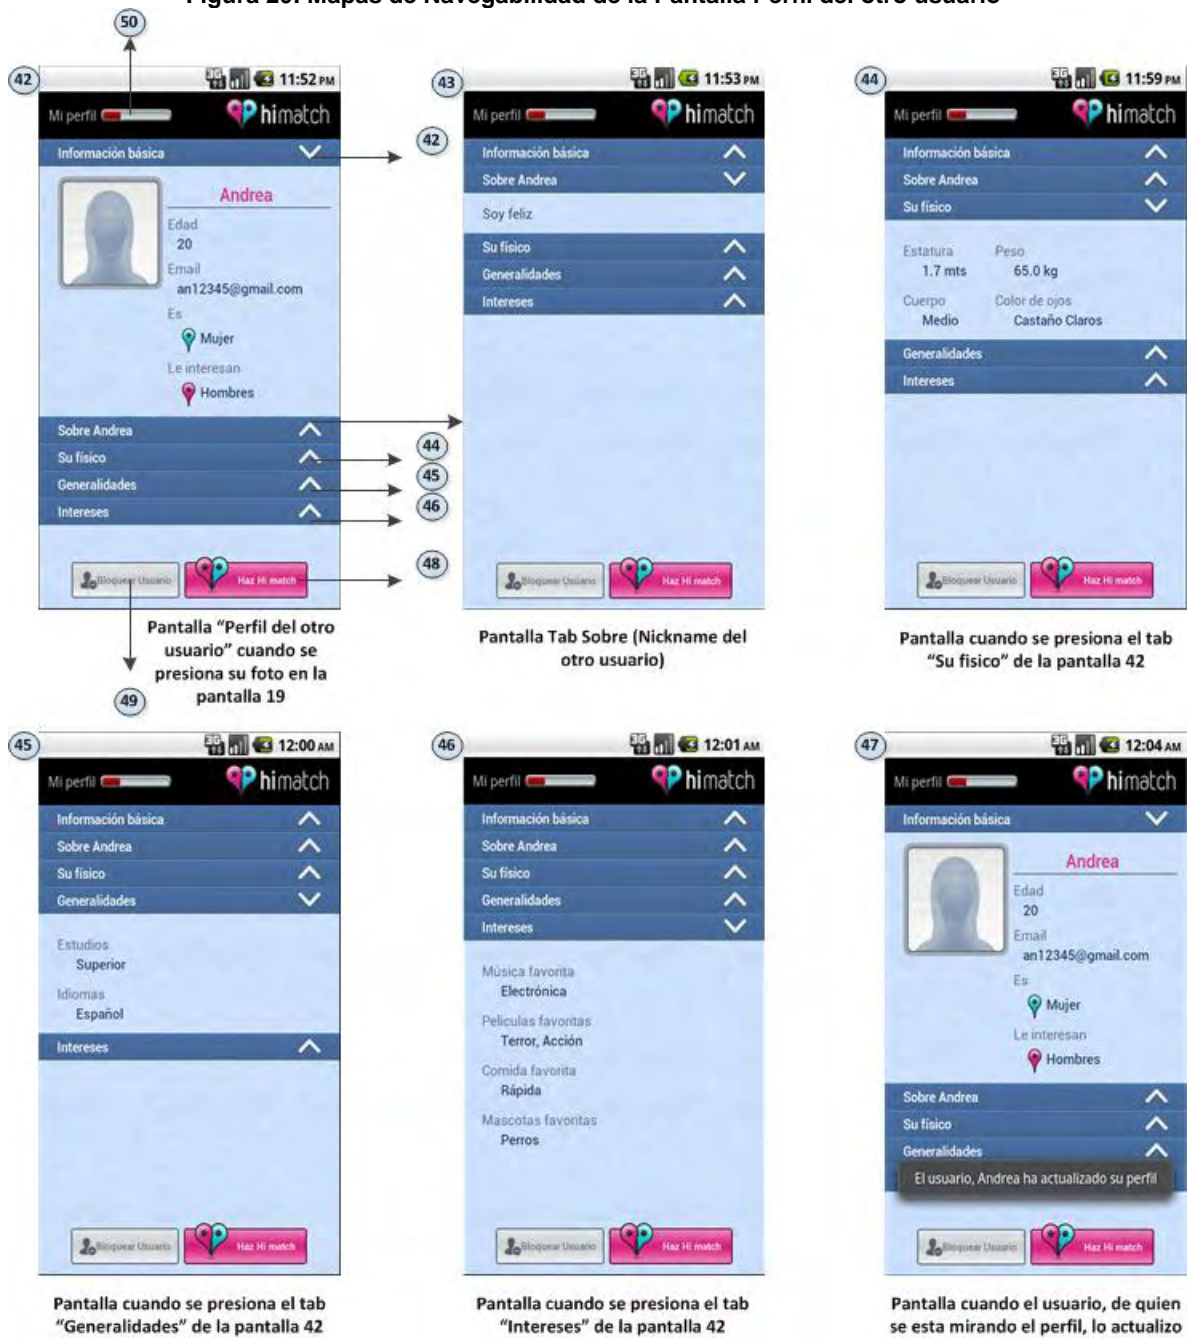 Figura 20. Mapas de Navegabilidad de la Pantalla Perfil del otro usuario
50
42
3G
11:52 PM
Mi perfil
himatch
Información básica
42
Andrea
Edad
20
Email
an12345@gmail.com
Es
Mujer
Le interesan
Hombres
Sobre Andrea
Su físico
44
Generalidades
45
Intereses
46
Bloquear Usuario
Haz Hi match
48
49
Pantalla “Perfil del otro
usuario” cuando se
presiona su foto en la
pantalla 19
43
3G
11:53 PM
Mi perfil
himatch
Información básica
Sobre Andrea
Soy feliz
Su físico
Generalidades
Intereses
Bloquear Usuario
Haz Hi match
Pantalla Tab Sobre (Nickname del
otro usuario)
44
3G
11:59 PM
Mi perfil
himatch
Información básica
Sobre Andrea
Su físico
Estatura Peso
1.7 mts 65.0 kg
Cuerpo Color de ojos
Medio Castaño Claros
Generalidades
Intereses
Bloquear Usuario
Haz Hi match
Pantalla cuando se presiona el tab
“Su fisico” de la pantalla 42
45
3G
12:00 AM
Mi perfil
himatch
Información básica
Sobre Andrea
Su físico
Generalidades
Estudios
Superior
Idiomas
Español
Intereses
Bloquear Usuario
Haz Hi match
Pantalla cuando se presiona el tab
“Generalidades” de la pantalla 42
46
3G
12:01 AM
Mi perfil
himatch
Información básica
Sobre Andrea
Su físico
Generalidades
Intereses
Música favorita
Electrónica
Películas favoritas
Terror, Acción
Comida favorita
Rápida
Mascotas favoritas
Perros
Bloquear Usuario
Haz Hi match
Pantalla cuando se presiona el tab
“Intereses” de la pantalla 42
47
3G
12:04 AM
Mi perfil
himatch
Información básica
Andrea
Edad
20
Email
an12345@gmail.com
Es
Mujer
Le interesan
Hombres
Sobre Andrea
Su físico
Generalidades
El usuario, Andrea ha actualizado su perfil
Bloquear Usuario
Haz Hi match
Pantalla cuando el usuario, de quien
se esta mirando el perfil, lo actualizo